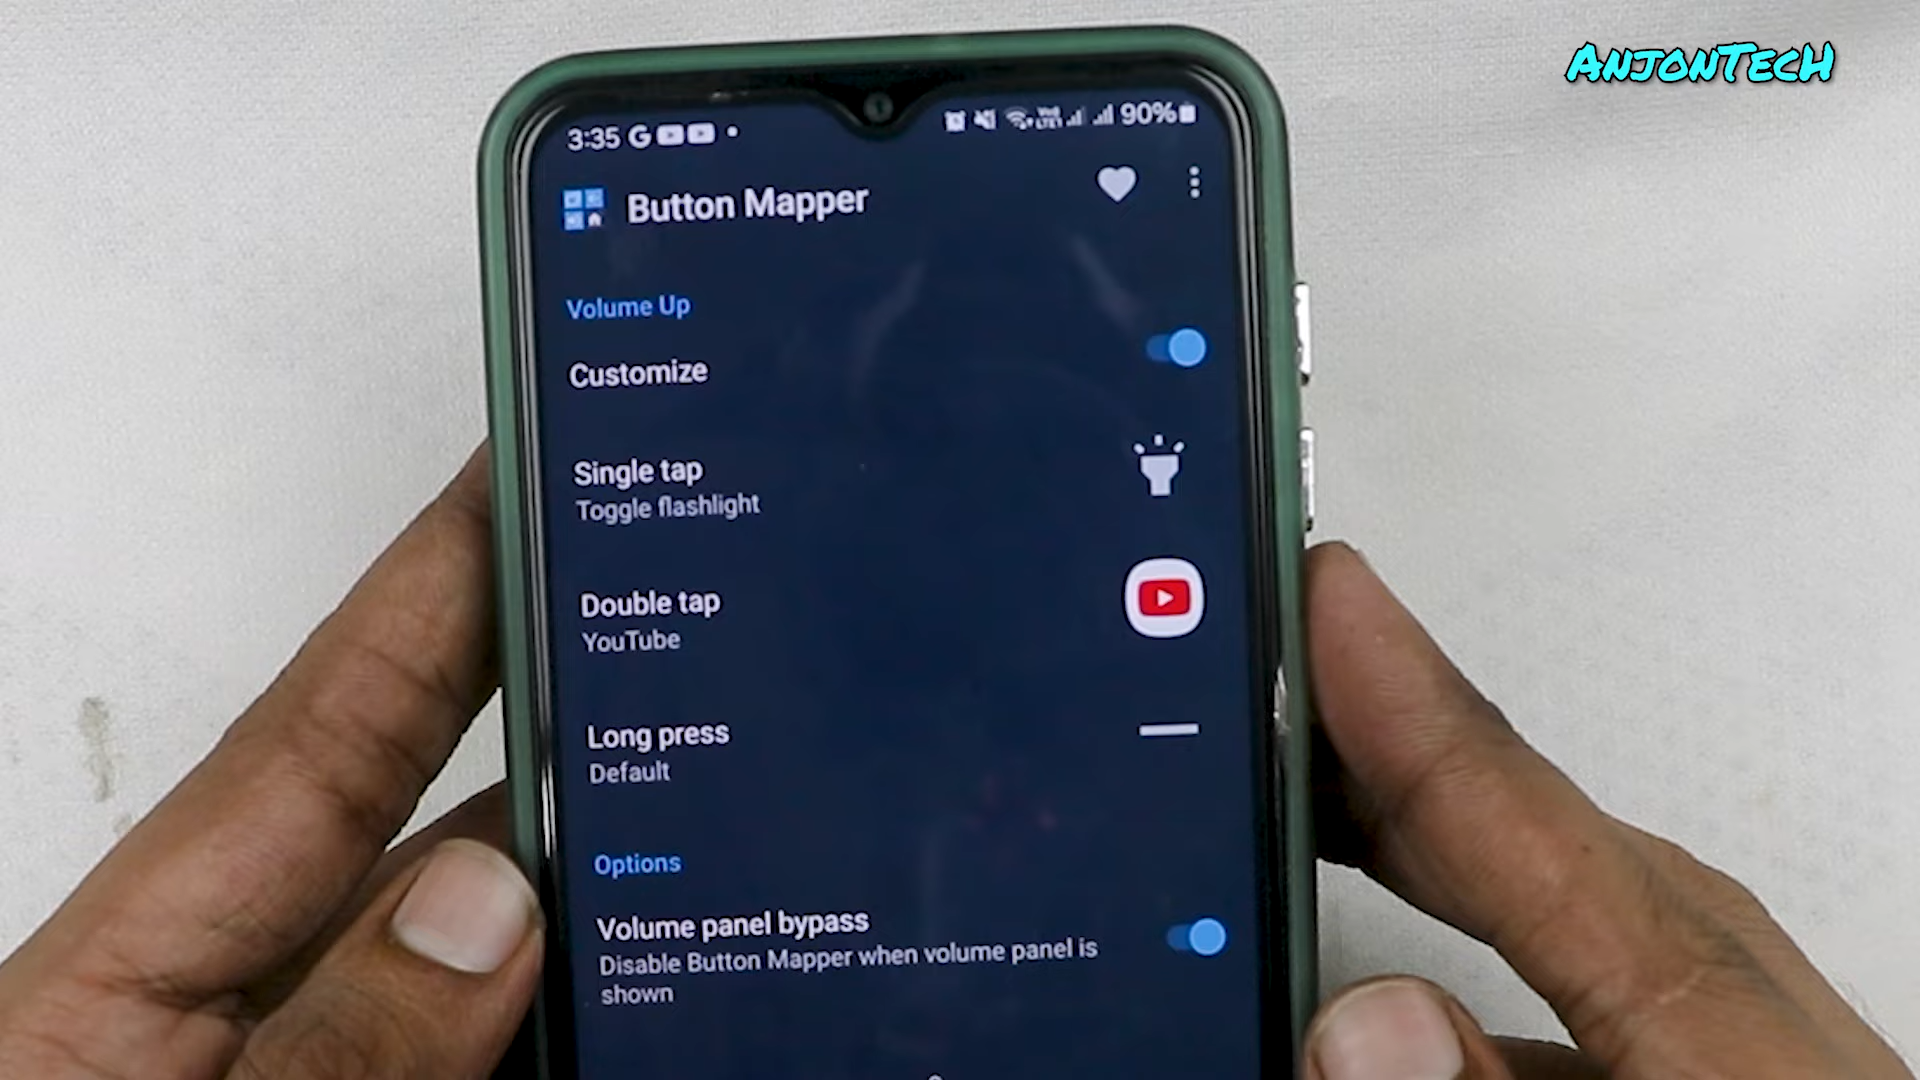 AnjonTecH
3:35 G 90%
Button Mapper
Volume Up
Customize
Single tap
Toggle flashlight
Double tap
YouTube
Long press
Default
Options
Volume panel bypass
Disable Button Mapper when volume panel is
shown